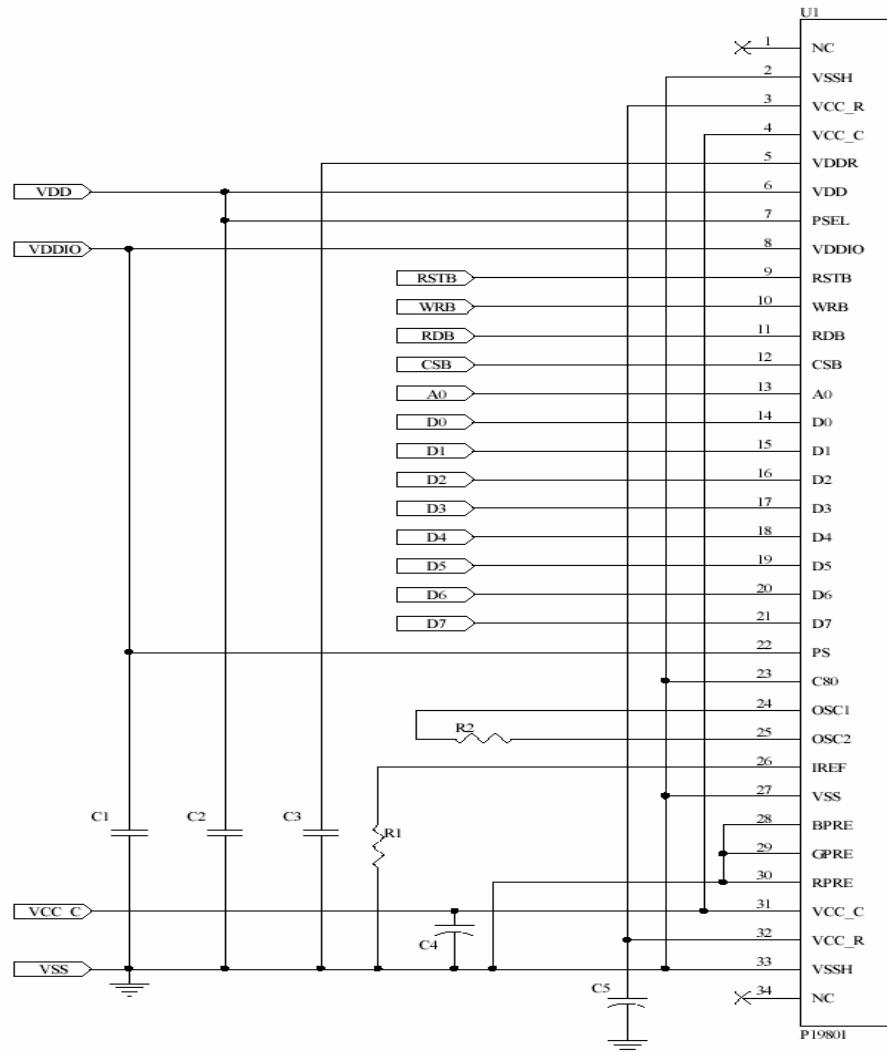 U1
1 NC
2 VSSH
3 VCC_R
4 VCC_C
5 VDDR
VDD 6 VDD
7 PSEL
VDDIO 8 VDDIO
RSTB 9 RSTB
WRB 10 WRB
RDB 11 RDB
CSB 12 CSB
A0 13 A0
D0 14 D0
D1 15 D1
D2 16 D2
D3 17 D3
D4 18 D4
D5 19 D5
D6 20 D6
D7 21 D7
22 PS
23 C80
24 OSC1
R2 25 OSC2
26 IREF
27 VSS
C1 C2 C3 R1 28 BPRE
29 GPRE
30 RPRE
VCC C 31 VCC_C
C4 32 VCC_R
VSS 33 VSSH
C5 34 NC
P19801